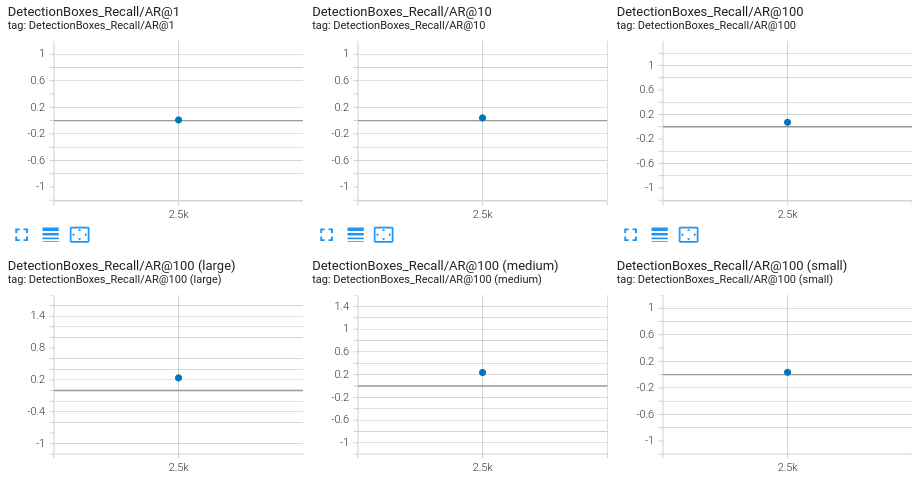 DetectionBoxes_Recall/AR@1
tag: DetectionBoxes_Recall/AR@1
1
0.6
0.2
-0.2
-0.6
-1
2.5k
DetectionBoxes_Recall/AR@10
tag: DetectionBoxes_Recall/AR@10
1
0.6
0.2
-0.2
-0.6
-1
2.5k
DetectionBoxes_Recall/AR@100
tag: DetectionBoxes_Recall/AR@100
1
0.6
0.2
-0.2
-0.6
-1
2.5k
DetectionBoxes_Recall/AR@100 (large)
tag: DetectionBoxes_Recall/AR@100 (large)
1.4
0.8
0.2
-0.4
-1
2.5k
DetectionBoxes_Recall/AR@100 (medium)
tag: DetectionBoxes_Recall/AR@100 (medium)
1.4
1
0.6
0.2
-0.2
-0.6
-1
2.5k
DetectionBoxes_Recall/AR@100 (small)
tag: DetectionBoxes_Recall/AR@100 (small)
1
0.6
0.2
-0.2
-0.6
-1
2.5k